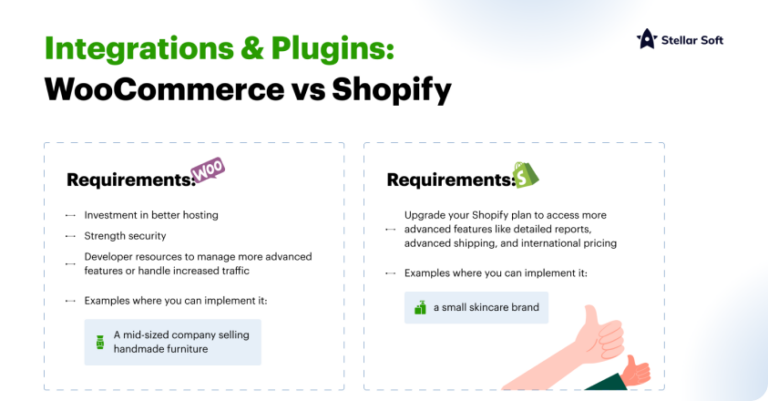 Integrations & Plugins:
WooCommerce vs Shopify
Stellar Soft
Requirements:
WOO
Investment in better hosting
Strength security
Developer resources to manage more advanced
features or handle increased traffic
Examples where you can implement it:
A mid-sized company selling
handmade furniture
Requirements:
S
Upgrade your Shopify plan to access more
advanced features like detailed reports,
advanced shipping, and international pricing
Examples where you can implement it:
a small skincare brand